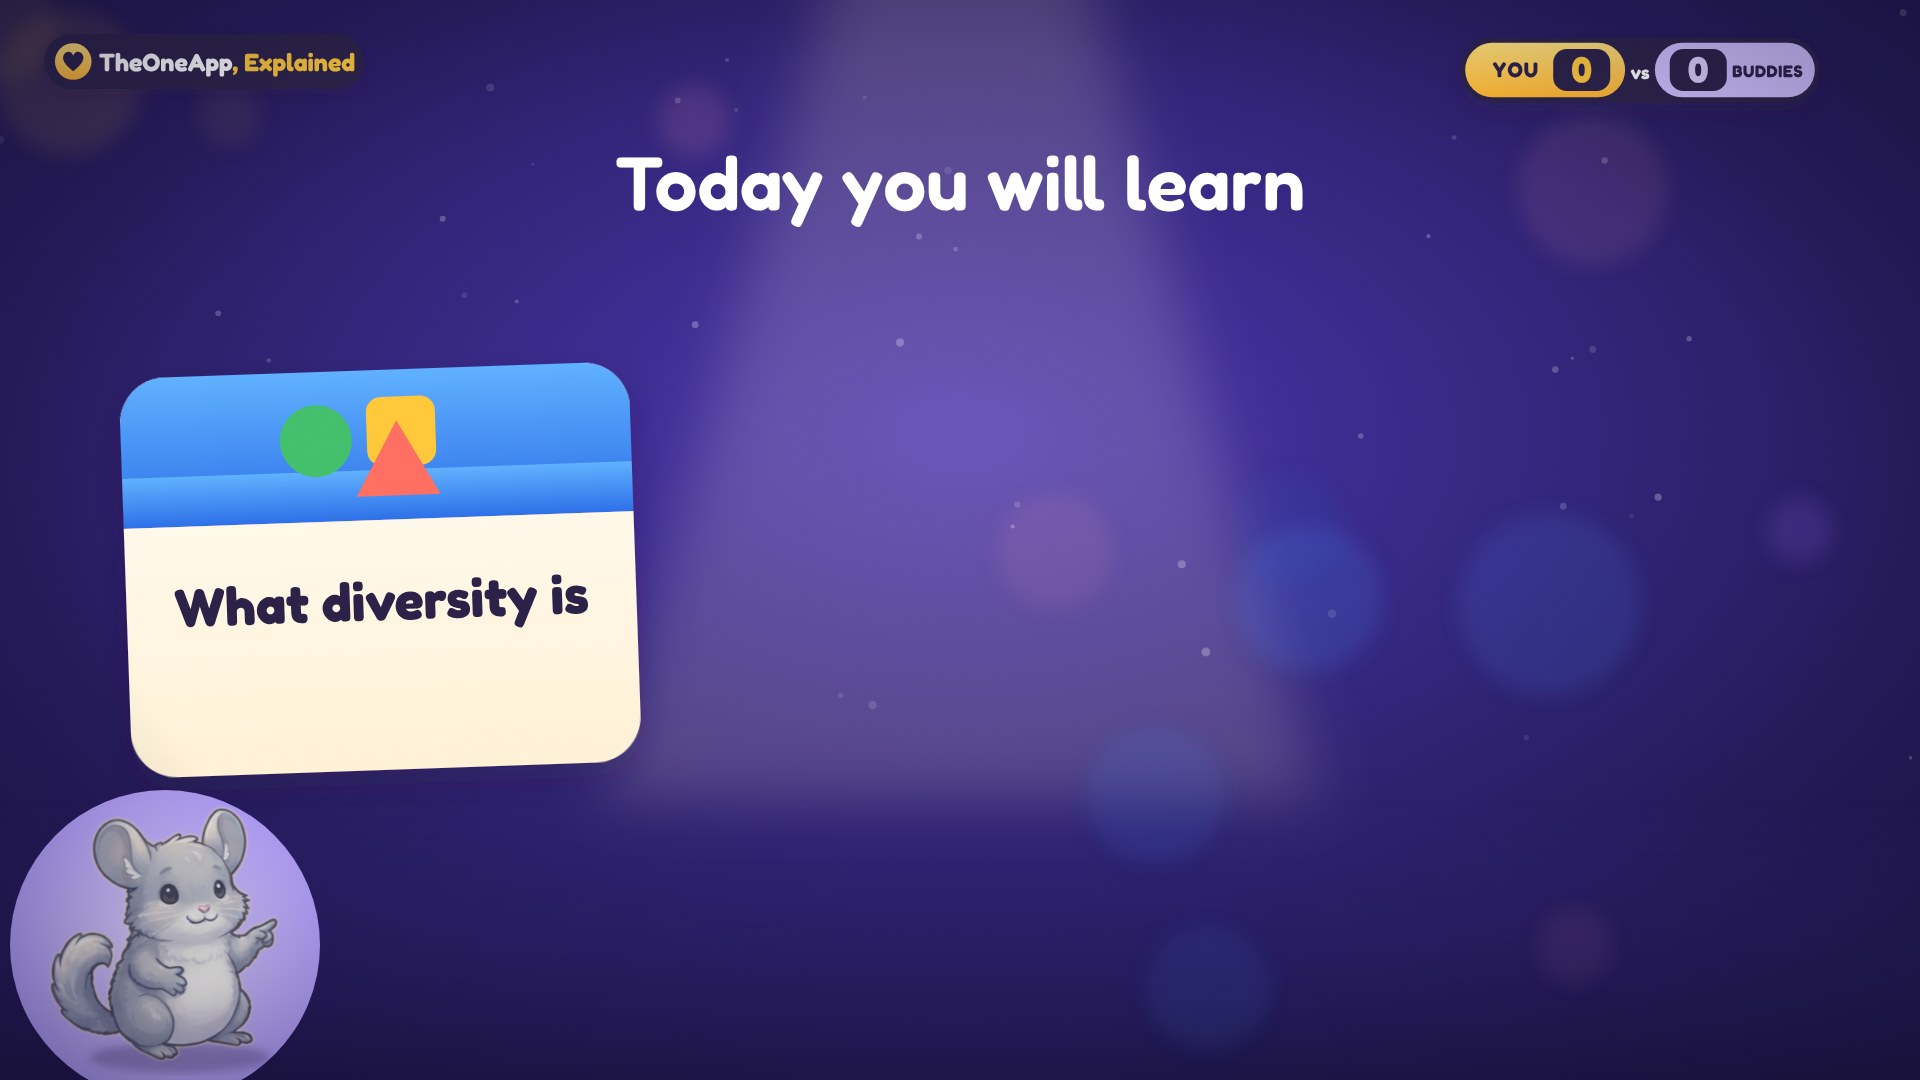 TheOneApp, Explained
YOU 0 vs 0 BUDDIES
Today you will learn
What diversity is